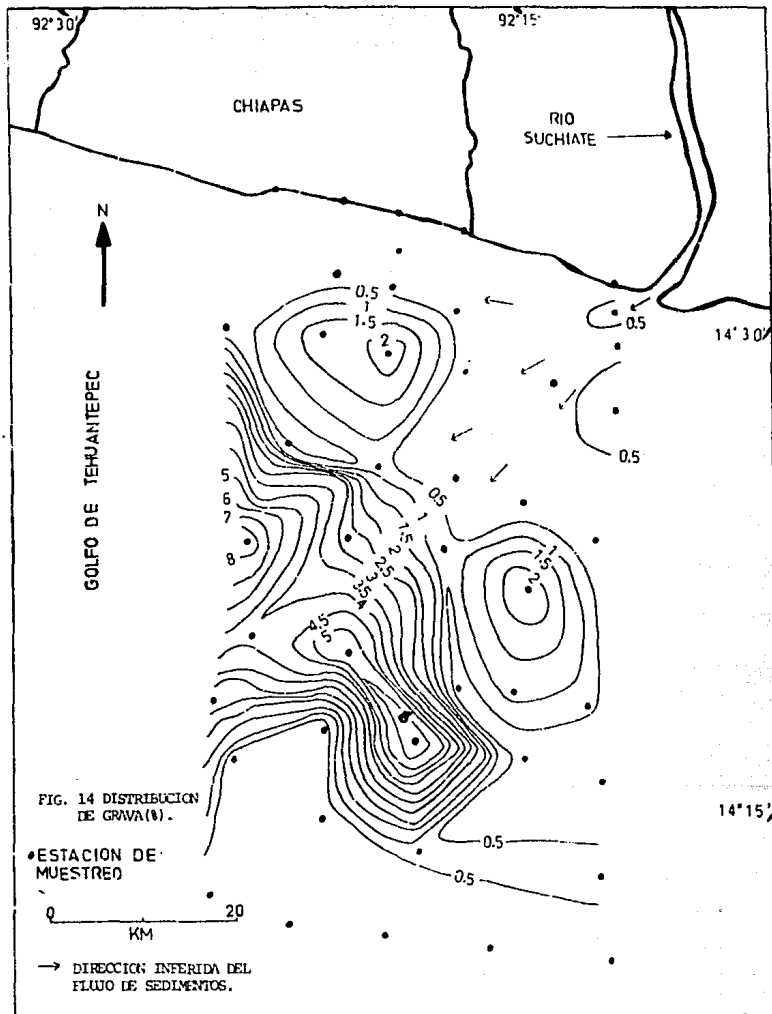 92°30'
92°15'
CHIAPAS
RIO
SUCHIATE
N
GOLFO DE TEHUANTEPEC
0.5
1
1.5
2
0.5
14°30'
0.5
5
6
7
8
0.5
1
1.5
2
2.5
3
3.5
4
4.5
5
1
1.5
2
FIG. 14 DISTRIBUCION
DE GRAVA(%).
14°15'
0.5
0.5
ESTACION DE
MUESTREO
0 20
KM
→ DIRECCION INFERIDA DEL
FLUJO DE SEDIMENTOS.